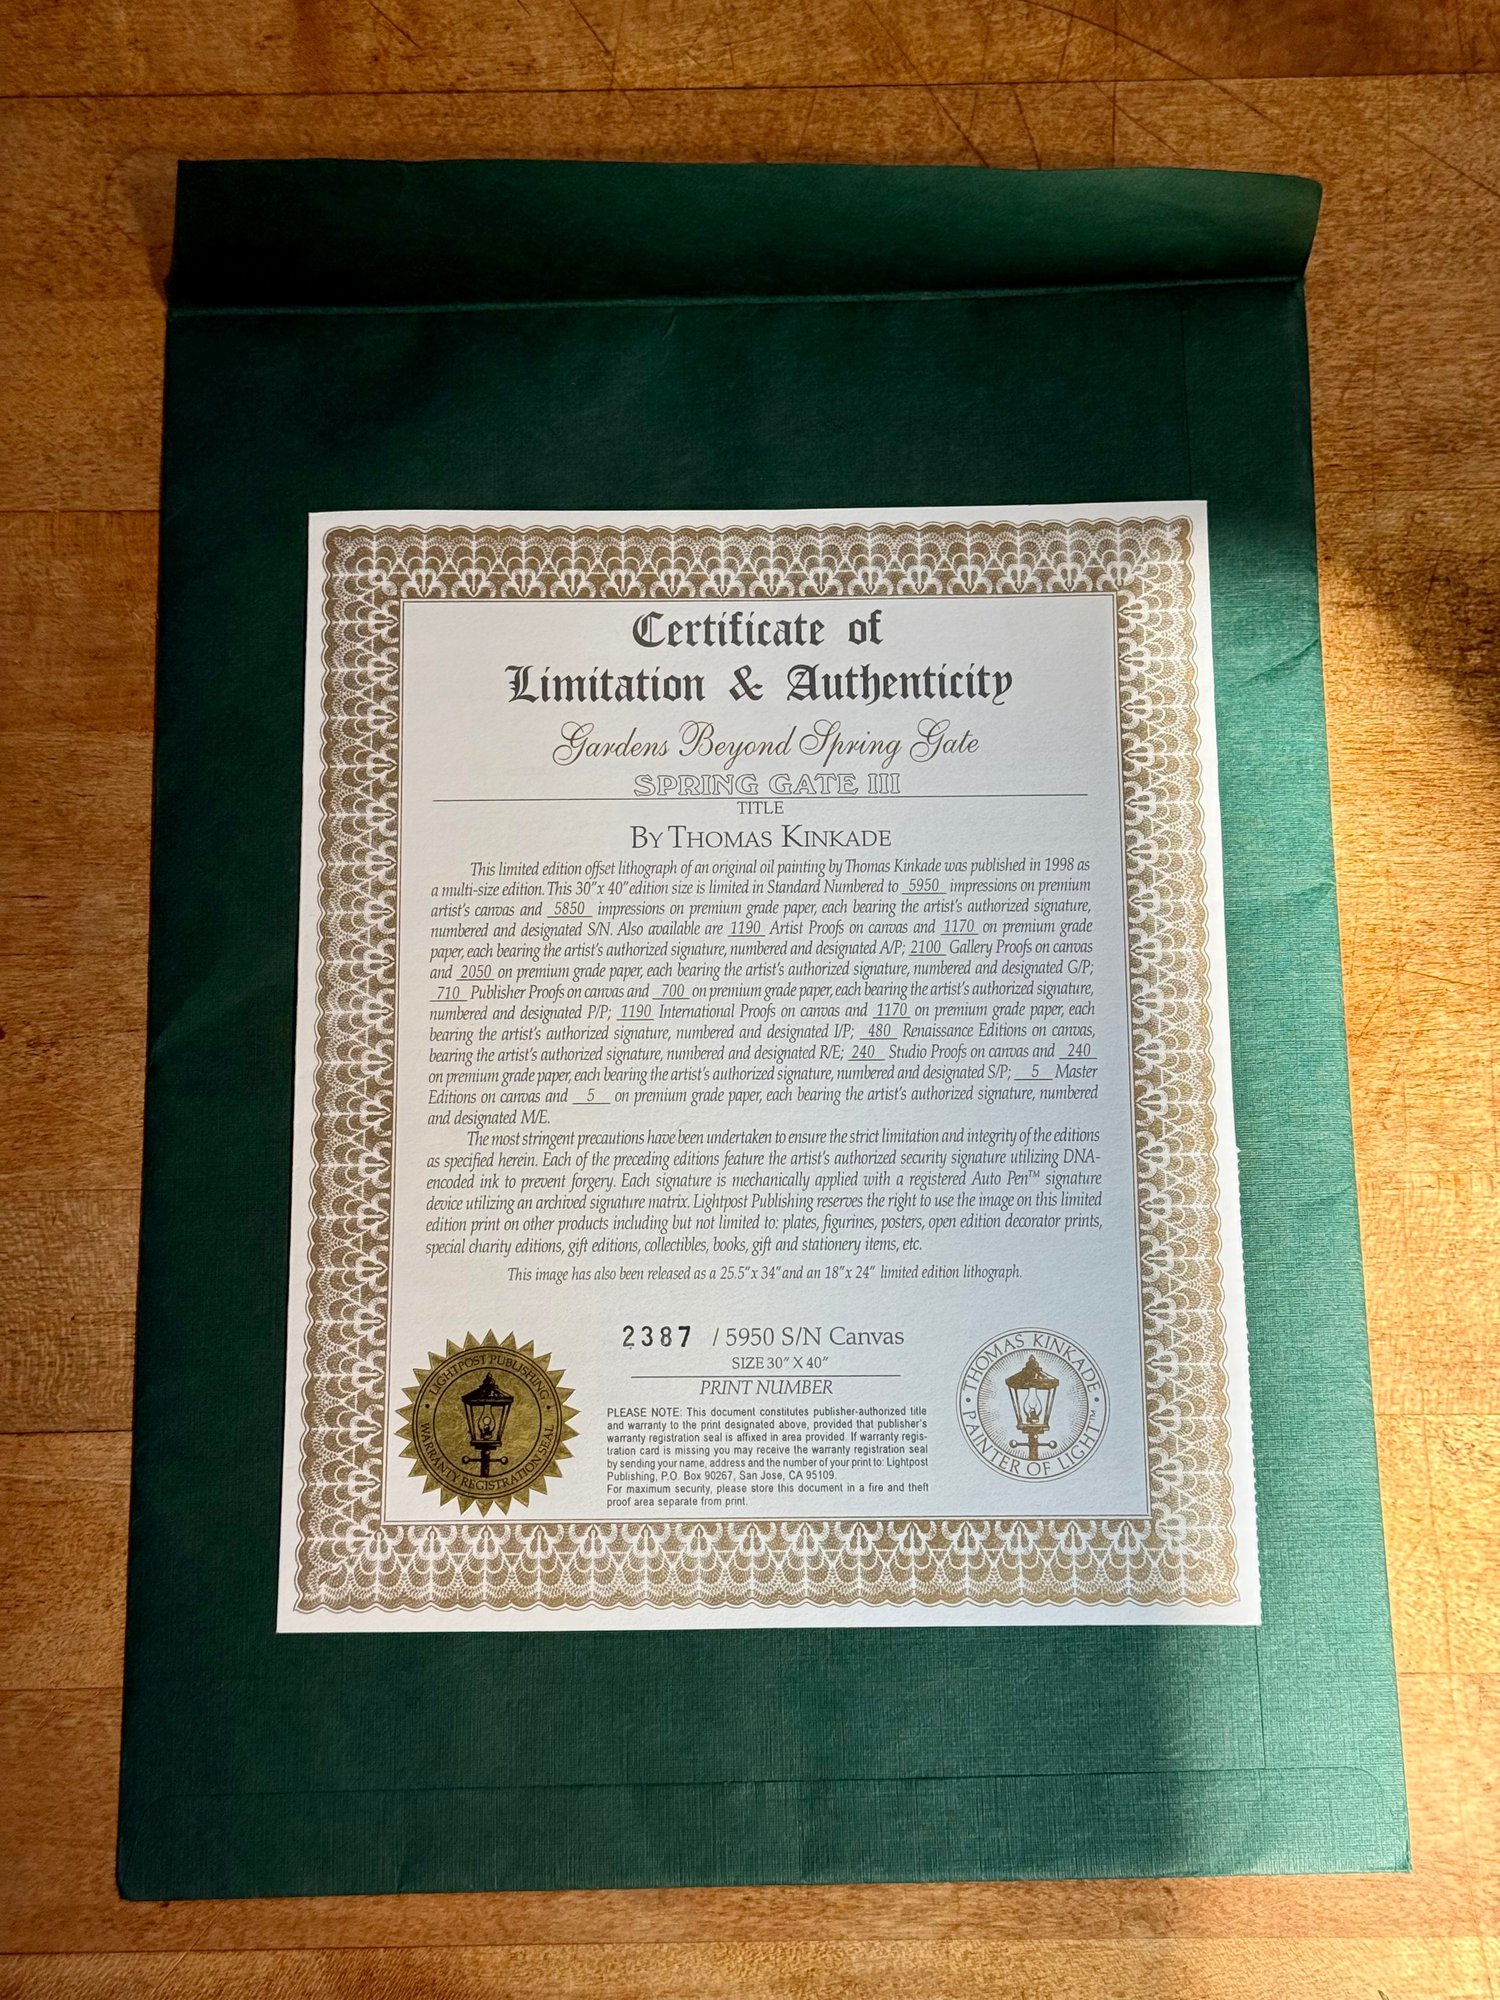 Certificate of
Limitation & Authenticity
Gardens Beyond Spring Gate
SPRING GATE III
TITLE
BY THOMAS KINKADE
This limited edition offset lithograph of an original oil painting by Thomas Kinkade was published in 1998 as
a multi-size edition. This 30"x 40" edition size is limited in Standard Numbered to 5950 impressions on premium
artist's canvas and 5850 impressions on premium grade paper, each bearing the artist's authorized signature,
numbered and designated S/N. Also available are 1190 Artist Proofs on canvas and 1170 on premium grade
paper, each bearing the artist's authorized signature, numbered and designated A/P; 2100 Gallery Proofs on canvas
and 2050 on premium grade paper, each bearing the artist's authorized signature, numbered and designated G/P;
710 Publisher Proofs on canvas and 700 on premium grade paper, each bearing the artist's authorized signature,
numbered and designated P/P; 1190 International Proofs on canvas and 1170 on premium grade paper, each
bearing the artist's authorized signature, numbered and designated I/P; 480 Renaissance Editions on canvas,
bearing the artist's authorized signature, numbered and designated R/E; 240 Studio Proofs on canvas and 240
on premium grade paper, each bearing the artist's authorized signature, numbered and designated S/P; 5 Master
Editions on canvas and 5 on premium grade paper, each bearing the artist's authorized signature, numbered
and designated M/E.
The most stringent precautions have been undertaken to ensure the strict limitation and integrity of the editions
as specified herein. Each of the preceding editions feature the artist's authorized security signature utilizing DNA-
encoded ink to prevent forgery. Each signature is mechanically applied with a registered Auto Pen™ signature
device utilizing an archived signature matrix. Lightpost Publishing reserves the right to use the image on this limited
edition print on other products including but not limited to: plates, figurines, posters, open edition decorator prints,
special charity editions, gift editions, collectibles, books, gift and stationery items, etc.
This image has also been released as a 25.5"x 34" and an 18"x 24" limited edition lithograph.
2387 / 5950 S/N Canvas
SIZE 30" X 40"
PRINT NUMBER
PLEASE NOTE: This document constitutes publisher-authorized title
and warranty to the print designated above, provided that publisher's
warranty registration seal is affixed in area provided. If warranty regis-
tration card is missing you may receive the warranty registration seal
by sending your name, address and the number of your print to: Lightpost
Publishing, P.O. Box 90267, San Jose, CA 95109.
For maximum security, please store this document in a fire and theft
proof area separate from print.
LIGHTPOST PUBLISHING
WARRANTY REGISTRATION SEAL
THOMAS KINKADE
PAINTER OF LIGHT™